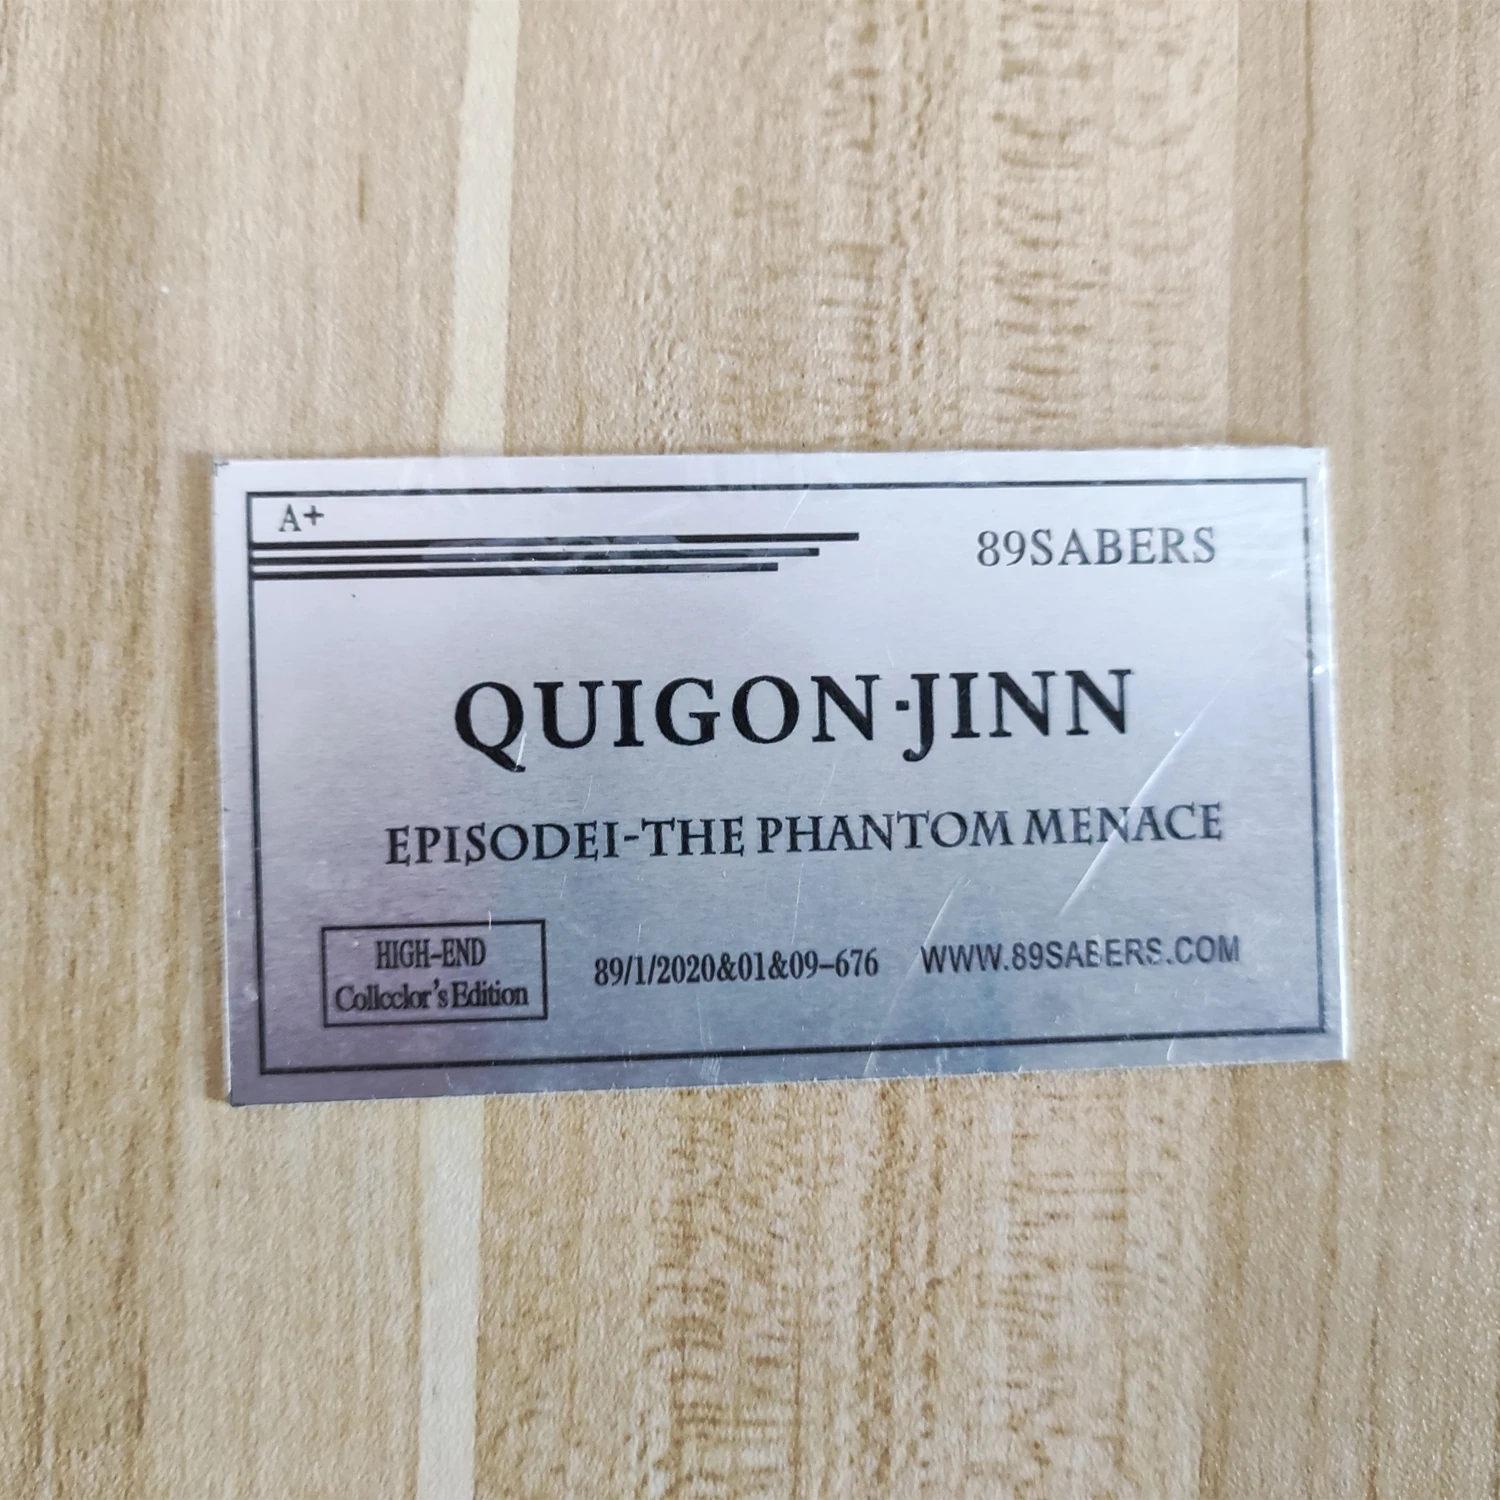 A+
89SABERS
QUIGON·JINN
EPISODEI-THE PHANTOM MENACE
HIGH-END
Collcclor's Edition
89/1/2020&01&09-676
WWW.89SABERS.COM